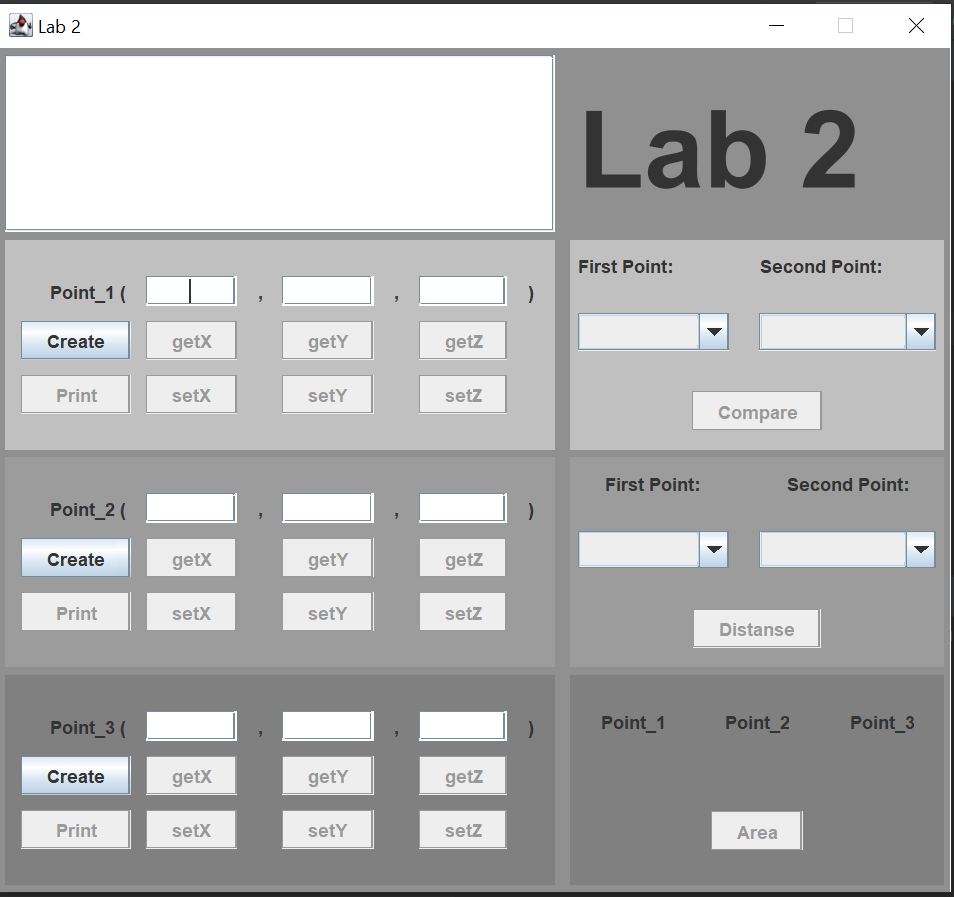 Lab 2
Lab 2
Point_1 ( , , )
Create getX getY getZ
Print setX setY setZ
First Point: Second Point:
Compare
Point_2 ( , , )
Create getX getY getZ
Print setX setY setZ
First Point: Second Point:
Distanse
Point_3 ( , , )
Create getX getY getZ
Print setX setY setZ
Point_1 Point_2 Point_3
Area